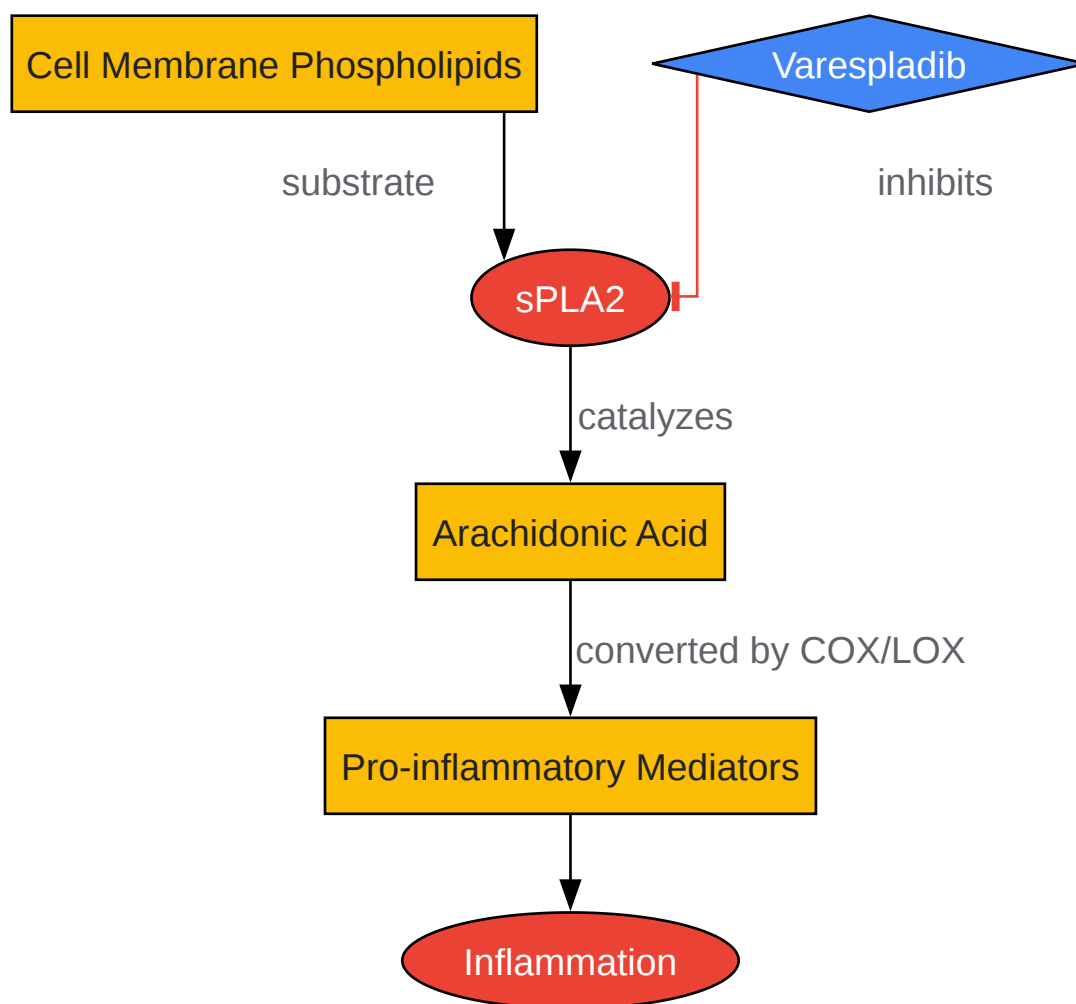 Cell Membrane Phospholipids
Varespladib
substrate
inhibits
sPLA2
catalyzes
Arachidonic Acid
converted by COX/LOX
Pro-inflammatory Mediators
Inflammation